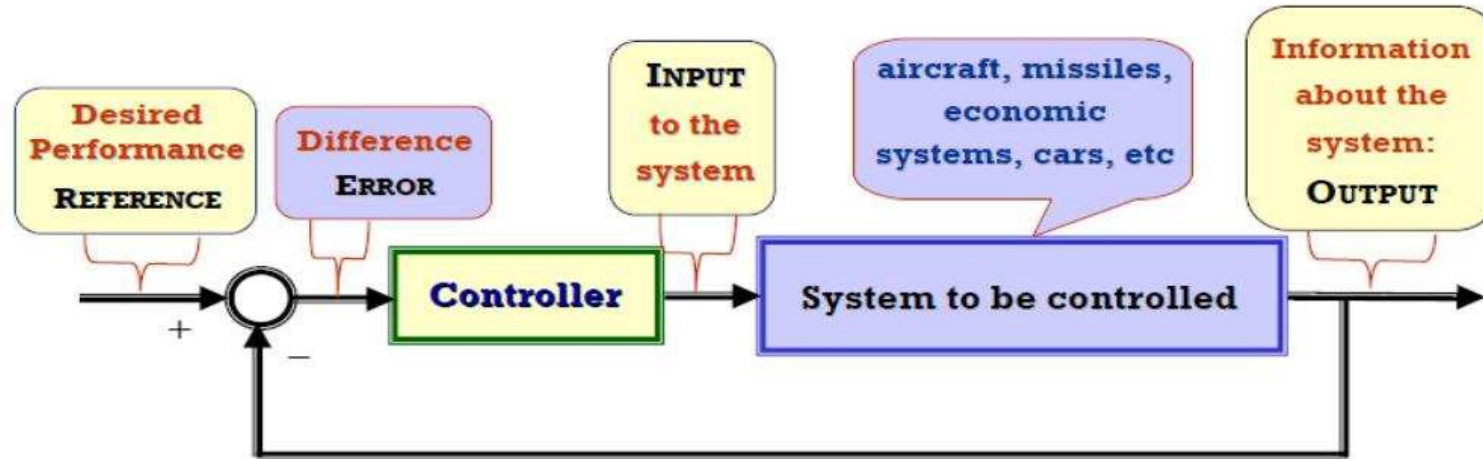 Desired
Performance
REFERENCE
Difference
ERROR
INPUT
to the
system
aircraft, missiles,
economic
systems, cars, etc
Information
about the
system:
OUTPUT
+
−
Controller
System to be controlled